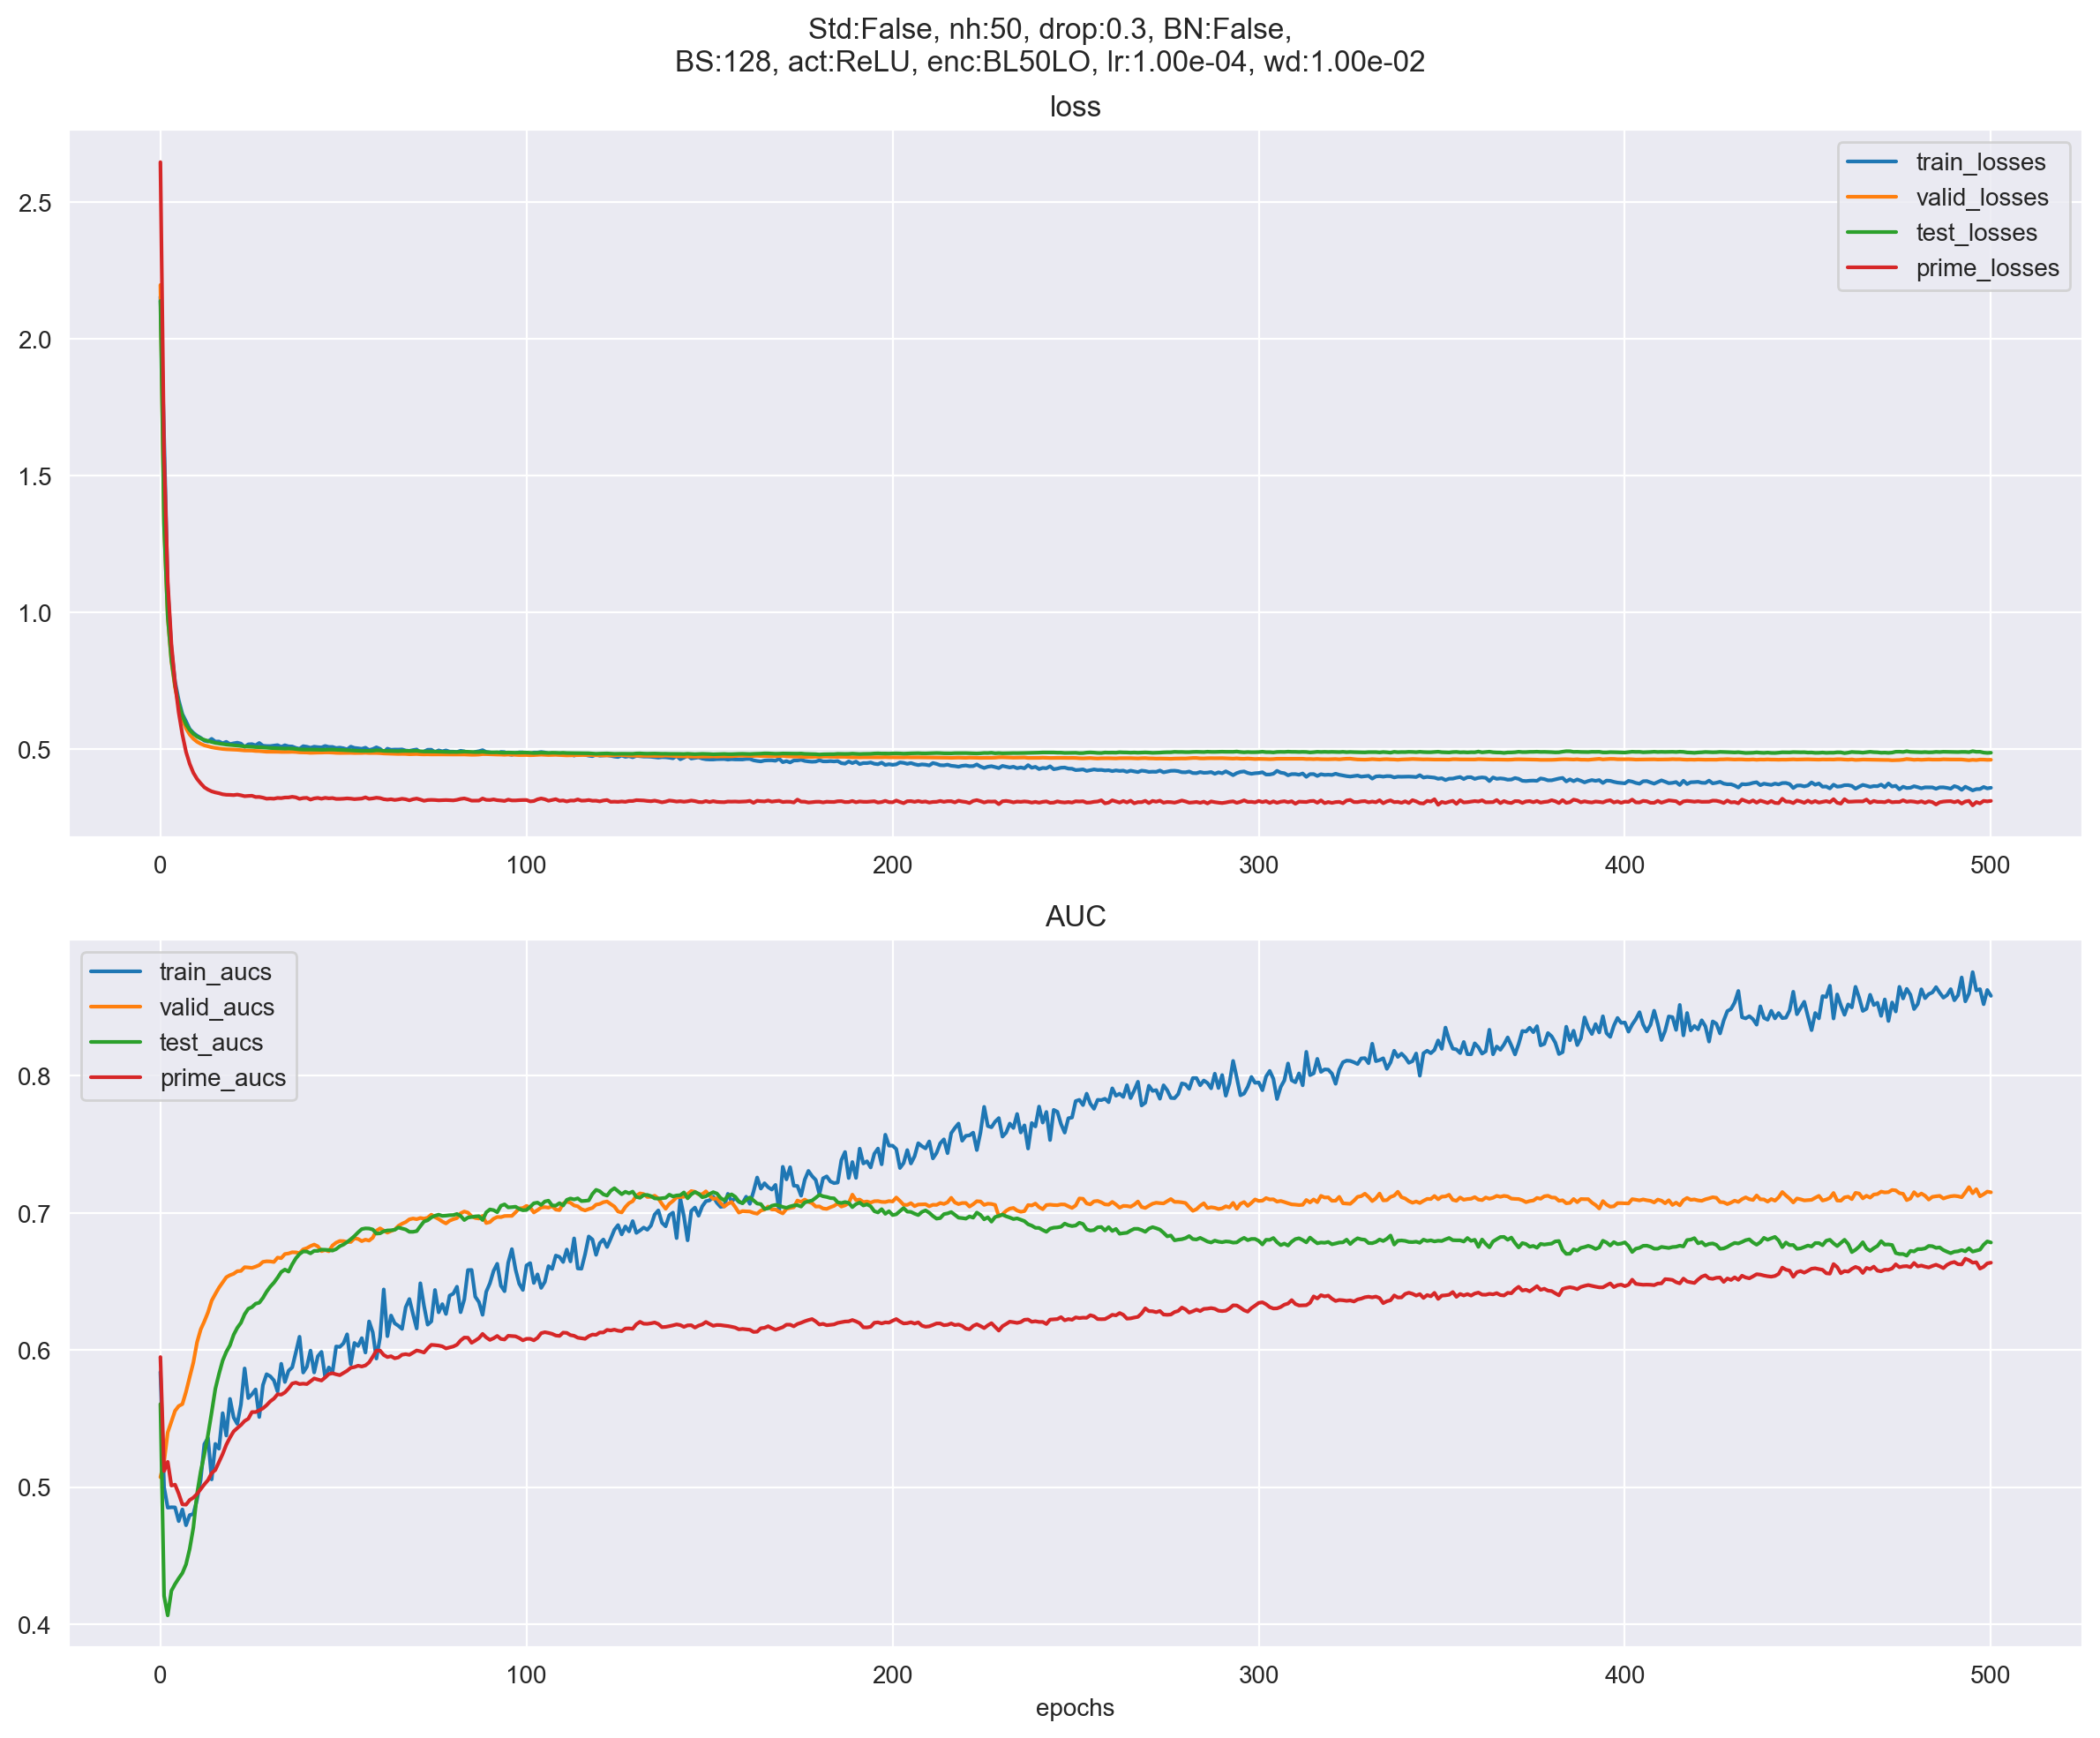 Std:False, nh:50, drop:0.3, BN:False,
BS:128, act:ReLU, enc:BL50LO, lr:1.00e-04, wd:1.00e-02
loss
train_losses
valid_losses
test_losses
prime_losses
2.5
2.0
1.5
1.0
0.5
0 100 200 300 400 500
AUC
train_aucs
valid_aucs
test_aucs
prime_aucs
0.8
0.7
0.6
0.5
0.4
0 100 200 300 400 500
epochs